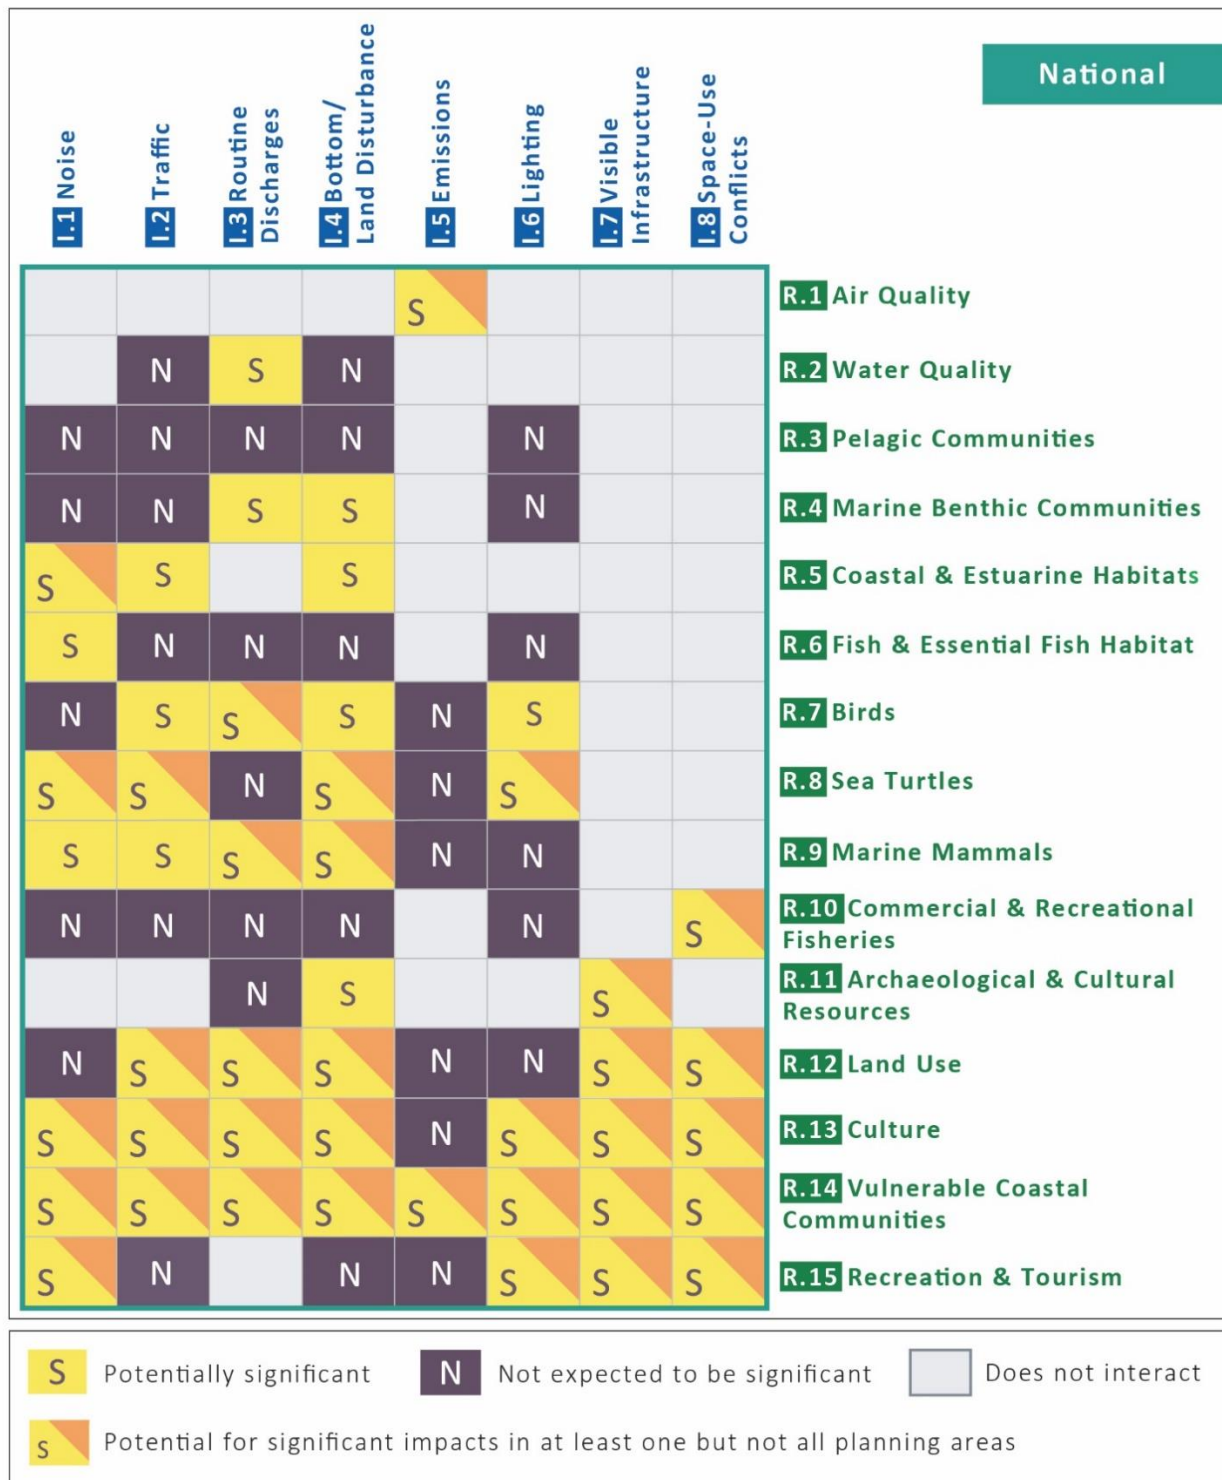 National
I.1 Noise
I.2 Traffic
I.3 Routine
Discharges
I.4 Bottom/
Land Disturbance
I.5 Emissions
I.6 Lighting
I.7 Visible
Infrastructure
I.8 Space-Use
Conflicts
S R.1 Air Quality
N S N R.2 Water Quality
N N N N N R.3 Pelagic Communities
N N S S N R.4 Marine Benthic Communities
S S S R.5 Coastal & Estuarine Habitats
S N N N N R.6 Fish & Essential Fish Habitat
N S S S N S R.7 Birds
S S N S N S R.8 Sea Turtles
S S S S N N R.9 Marine Mammals
N N N N N S R.10 Commercial & Recreational
Fisheries
N S S R.11 Archaeological & Cultural
Resources
N S S S N N S S R.12 Land Use
S S S S N S S S R.13 Culture
S S S S S S S S R.14 Vulnerable Coastal
Communities
S N N N S S S R.15 Recreation & Tourism
S Potentially significant N Not expected to be significant Does not interact
S Potential for significant impacts in at least one but not all planning areas